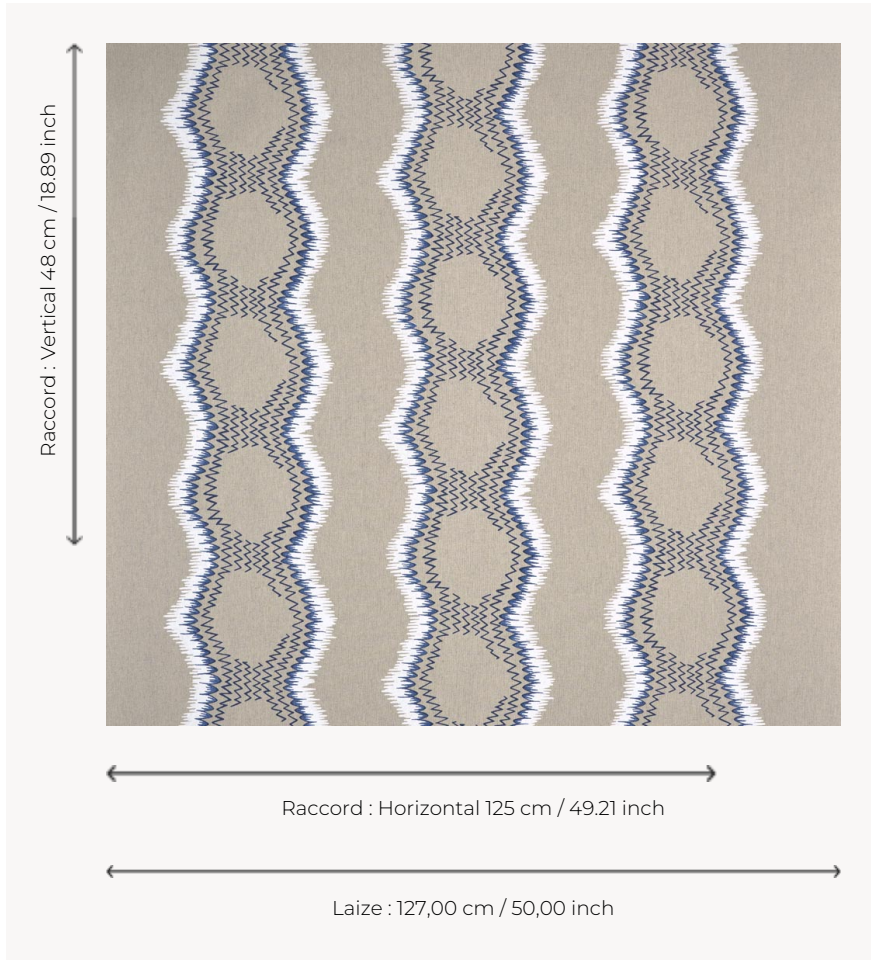 Raccord : Vertical 48 cm / 18.89 inch
Raccord : Horizontal 125 cm / 49.21 inch
Laize : 127,00 cm / 50,00 inch